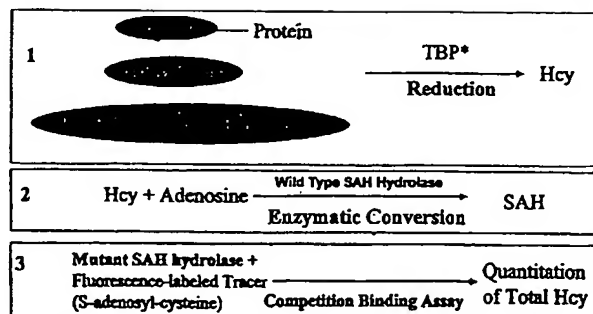 Protein
1
TBP*
Reduction
Hcy
2
Hcy + Adenosine
Wild Type SAH Hydrolase
Enzymatic Conversion
SAH
3
Mutant SAH hydrolase +
Fluorescence-labeled Tracer
(S-adenosyl-cysteine)
Competition Binding Assay
Quantitation
of Total Hcy